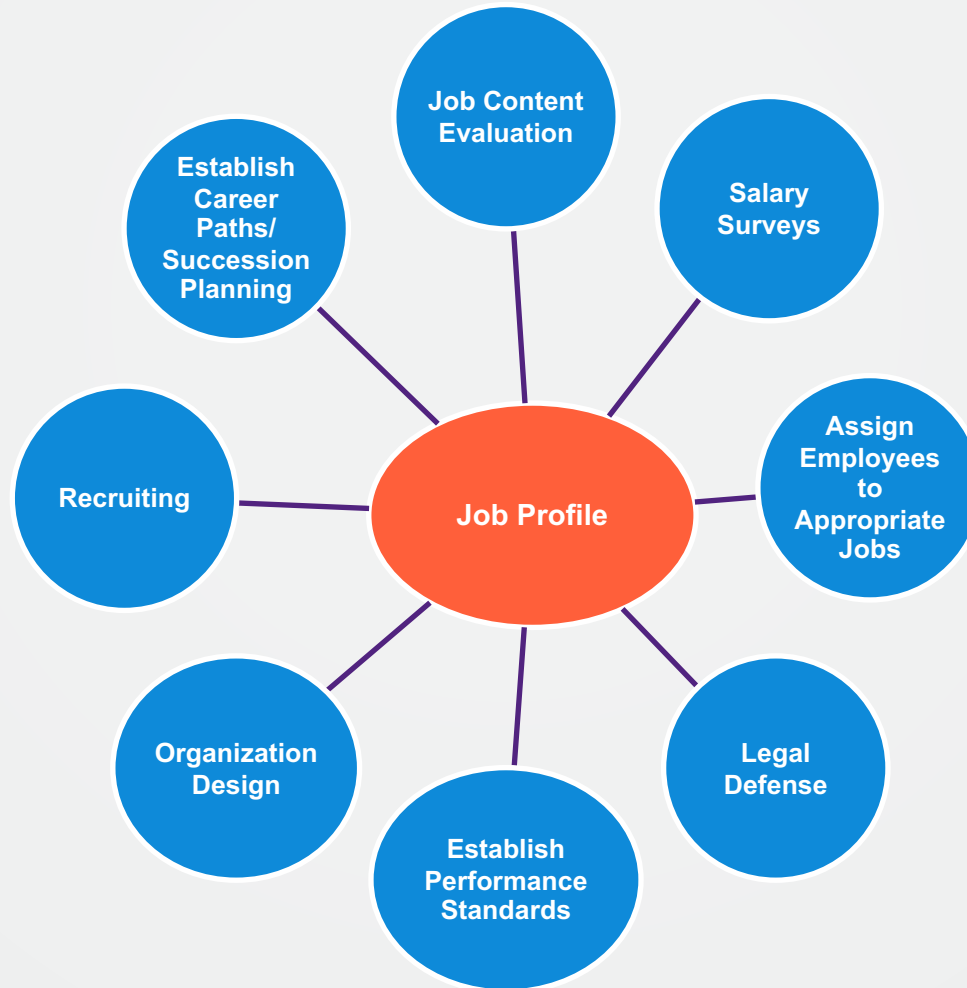 Job Content
Evaluation
Salary
Surveys
Assign
Employees
to
Appropriate
Jobs
Legal
Defense
Establish
Performance
Standards
Organization
Design
Recruiting
Establish
Career
Paths/
Succession
Planning
Job Profile